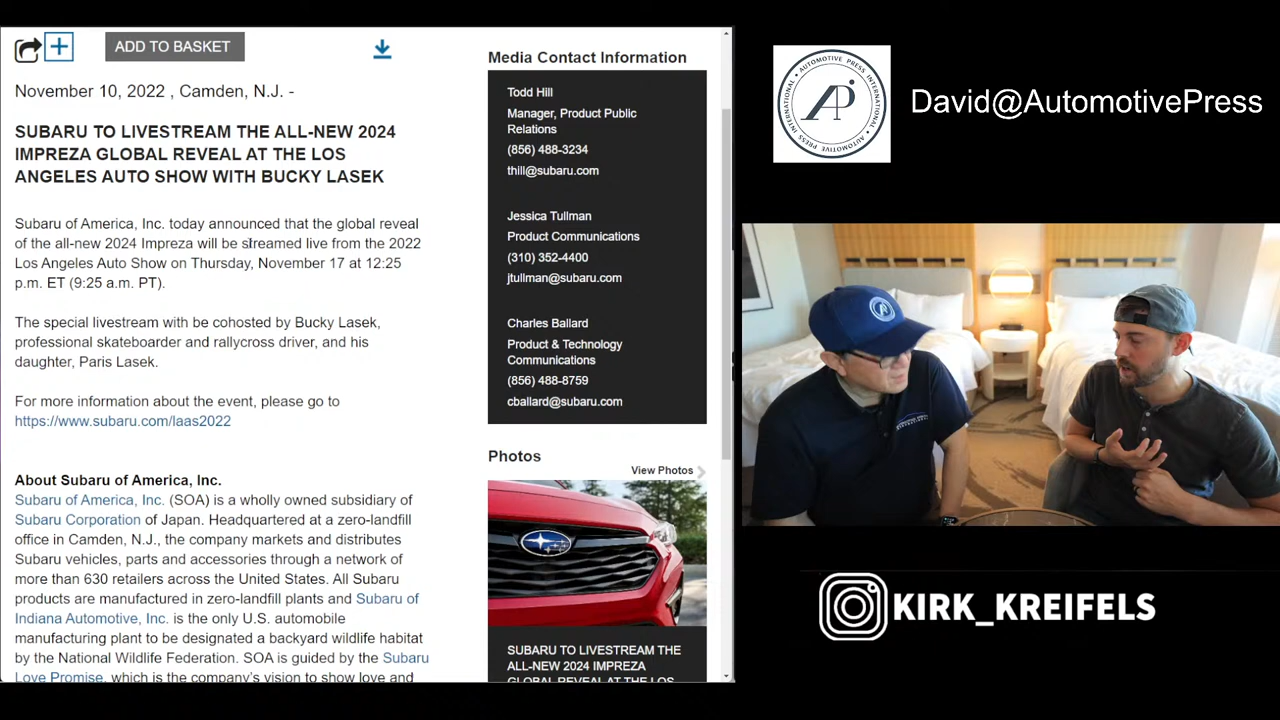 ADD TO BASKET
November 10, 2022 , Camden, N.J. -
SUBARU TO LIVESTREAM THE ALL-NEW 2024
IMPREZA GLOBAL REVEAL AT THE LOS
ANGELES AUTO SHOW WITH BUCKY LASEK
Subaru of America, Inc. today announced that the global reveal
of the all-new 2024 Impreza will be streamed live from the 2022
Los Angeles Auto Show on Thursday, November 17 at 12:25
p.m. ET (9:25 a.m. PT).
The special livestream with be cohosted by Bucky Lasek,
professional skateboarder and rallycross driver, and his
daughter, Paris Lasek.
For more information about the event, please go to
https://www.subaru.com/laas2022
About Subaru of America, Inc.
Subaru of America, Inc. (SOA) is a wholly owned subsidiary of
Subaru Corporation of Japan. Headquartered at a zero-landfill
office in Camden, N.J., the company markets and distributes
Subaru vehicles, parts and accessories through a network of
more than 630 retailers across the United States. All Subaru
products are manufactured in zero-landfill plants and Subaru of
Indiana Automotive, Inc. is the only U.S. automobile
manufacturing plant to be designated a backyard wildlife habitat
by the National Wildlife Federation. SOA is guided by the Subaru
Love Promise, which is the company's vision to show love and
Media Contact Information
Todd Hill
Manager, Product Public
Relations
(856) 488-3234
thill@subaru.com
Jessica Tullman
Product Communications
(310) 352-4400
jtullman@subaru.com
Charles Ballard
Product & Technology
Communications
(856) 488-8759
cballard@subaru.com
Photos
View Photos
SUBARU TO LIVESTREAM THE
ALL-NEW 2024 IMPREZA
GLOBAL REVEAL AT THE LOS
AUTOMOTIVE PRESS INTERNATIONAL
AUTOMOTIVE PRESS INTERNATIONAL
API
David@AutomotivePress
KIRK_KREIFELS